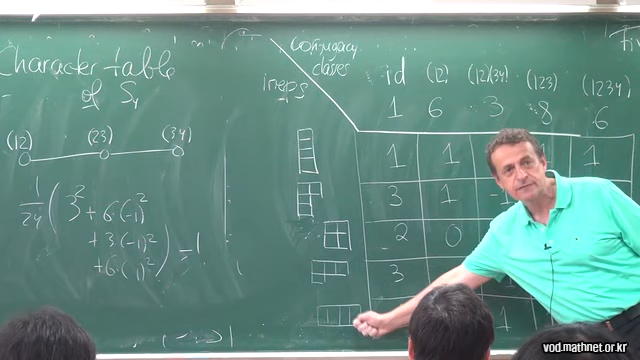 Character table
of S4
(12) (23) (34)
1/24 ( 3² + 6·(-1)²
+ 3(-1)²
+ 6·(1)² ) = 1
conjugacy
classes
irreps
id (12) (12)(34) (123) (1234)
1 6 3 8 6
1 1 1
3 1 -1
2 0
3
1
vod.mathnet.or.kr